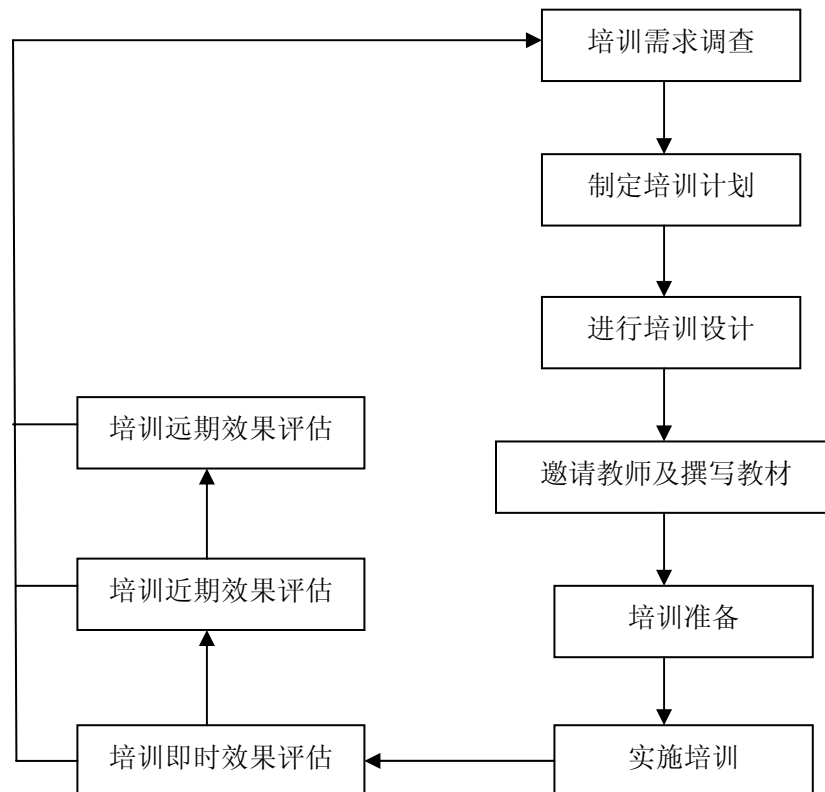 培训需求调查
制定培训计划
进行培训设计
培训远期效果评估
邀请教师及撰写教材
培训近期效果评估
培训准备
培训即时效果评估
实施培训